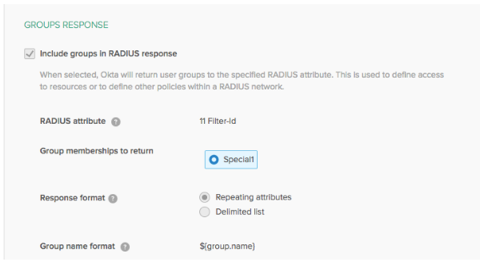 GROUPS RESPONSE
Include groups in RADIUS response
When selected, Okta will return user groups to the specified RADIUS attribute. This is used to define access
to resources or to define other policies within a RADIUS network.
RADIUS attribute ?
11 Filter-Id
Group memberships to return
Special1
Response format ?
Repeating attributes
Delimited list
Group name format ?
${group.name}